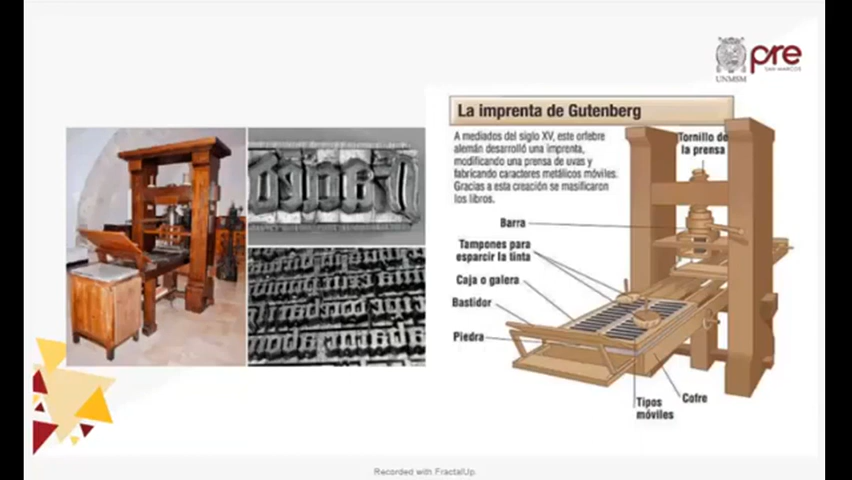 UNMSM
pre
SAN MARCOS
La imprenta de Gutenberg
A mediados del siglo XV, este orfebre
alemán desarrolló una imprenta,
modificando una prensa de uvas y
fabricando caracteres metálicos móviles.
Gracias a esta creación se masificaron
los libros.
Tornillo de
la prensa
Barra
Tampones para
esparcir la tinta
Caja o galera
Bastidor
Piedra
Tipos
móviles
Cofre
Recorded with FractalUp